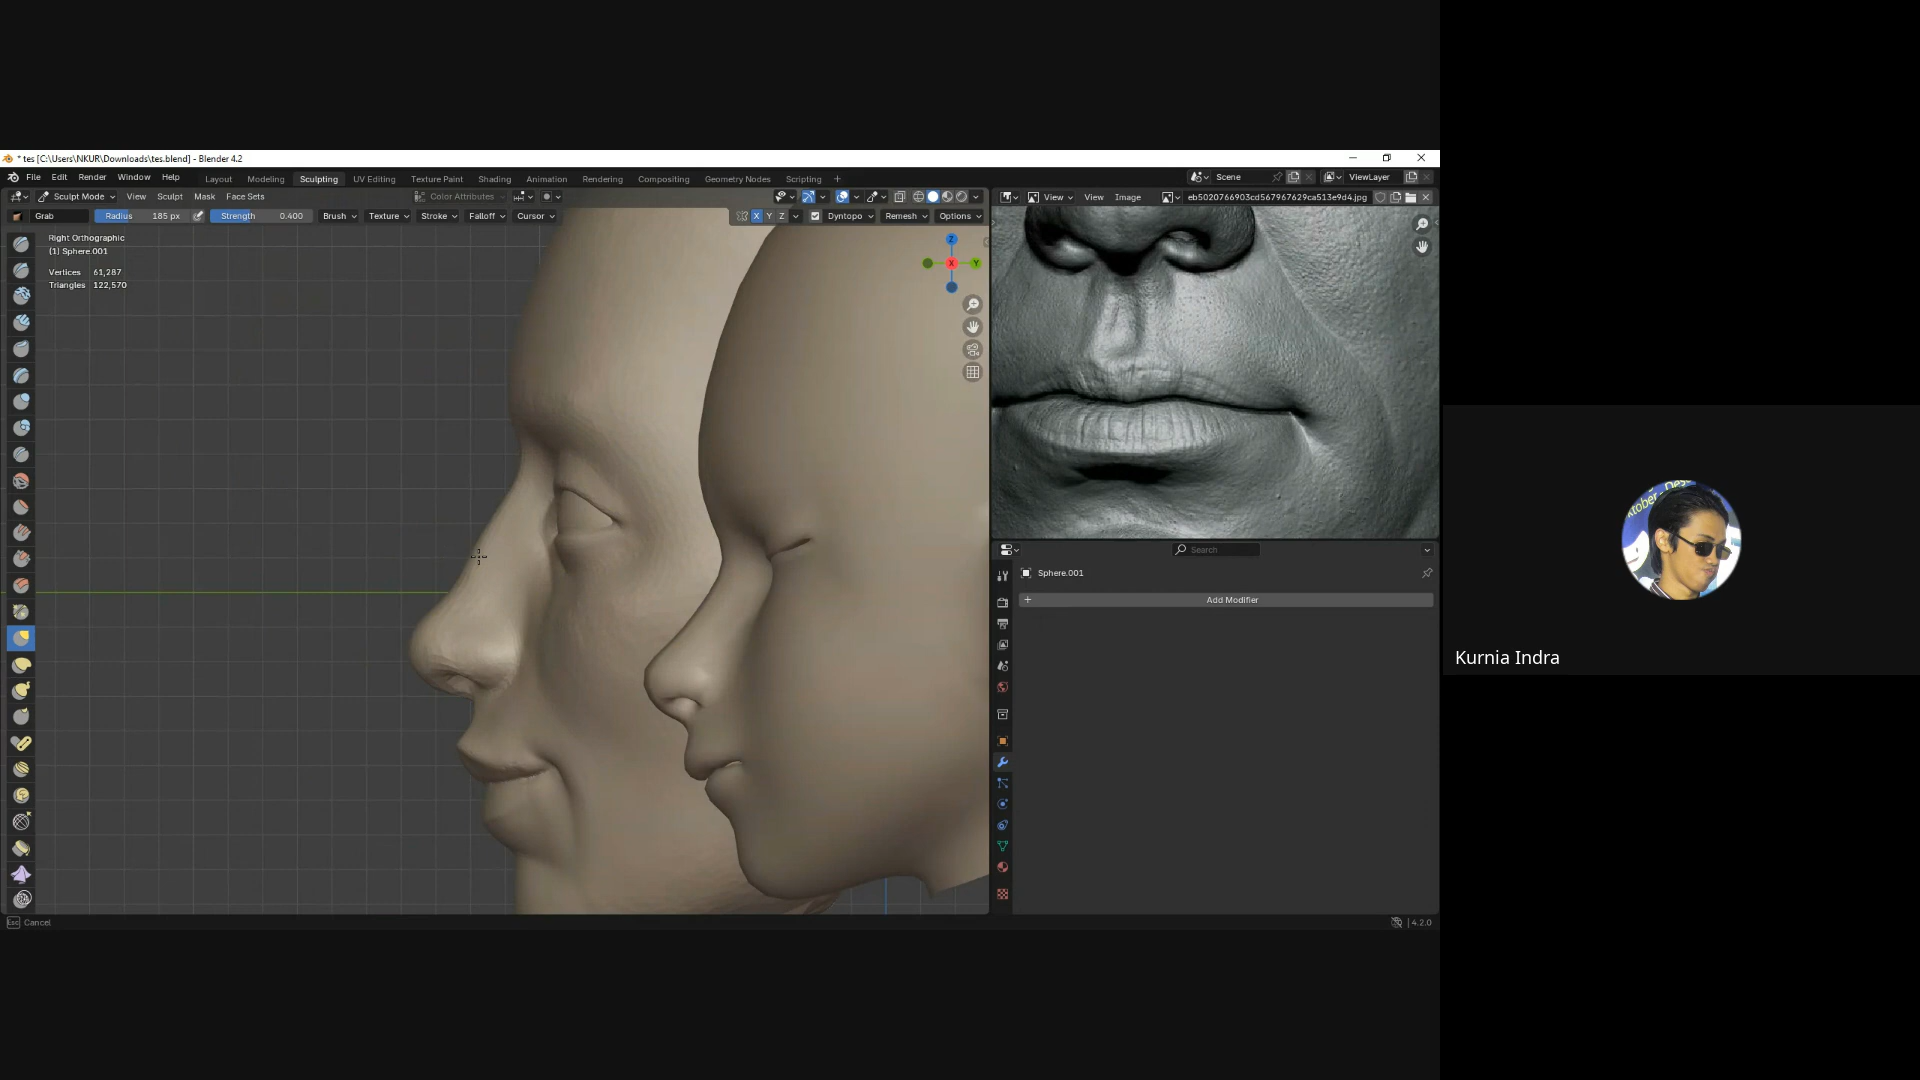 * tes [C:\Users\NKUR\Downloads\tes.blend] - Blender 4.2
File Edit Render Window Help Layout Modeling Sculpting UV Editing Texture Paint Shading Animation Rendering Compositing Geometry Nodes Scripting + Scene ViewLayer
Sculpt Mode View Sculpt Mask Face Sets Color Attributes
View View Image eb5020766903cd567967629ca513e9d4.jpg
Grab Radius 185 px Strength 0.400 Brush Texture Stroke Falloff Cursor X Y Z Dyntopo Remesh Options
Right Orthographic
(1) Sphere.001
Vertices 61,287
Triangles 122,570
Z
X
Y
Search
Sphere.001
+ Add Modifier
Kurnia Indra
Esc Cancel
4.2.0